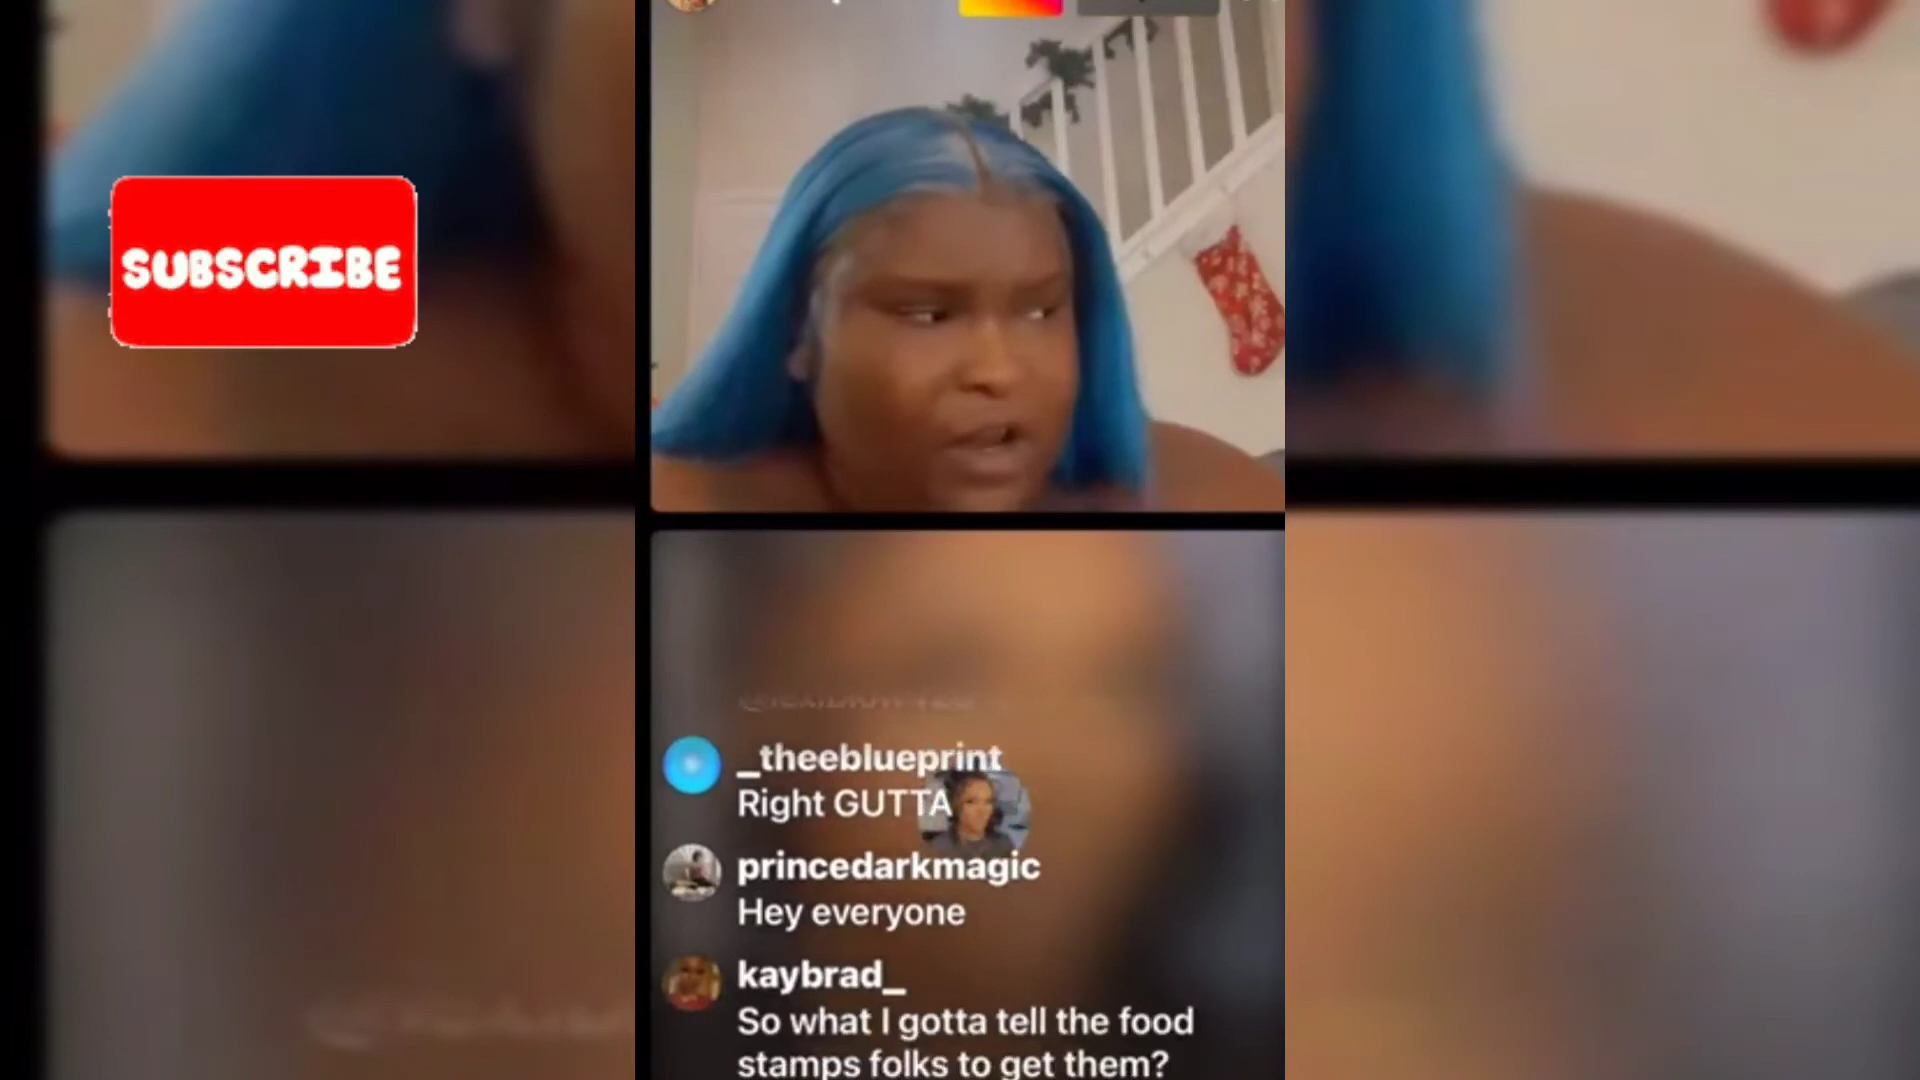 SUBSCRIBE
_theeblueprint
Right GUTTA
princedarkmagic
Hey everyone
kaybrad_
So what I gotta tell the food
stamps folks to get them?